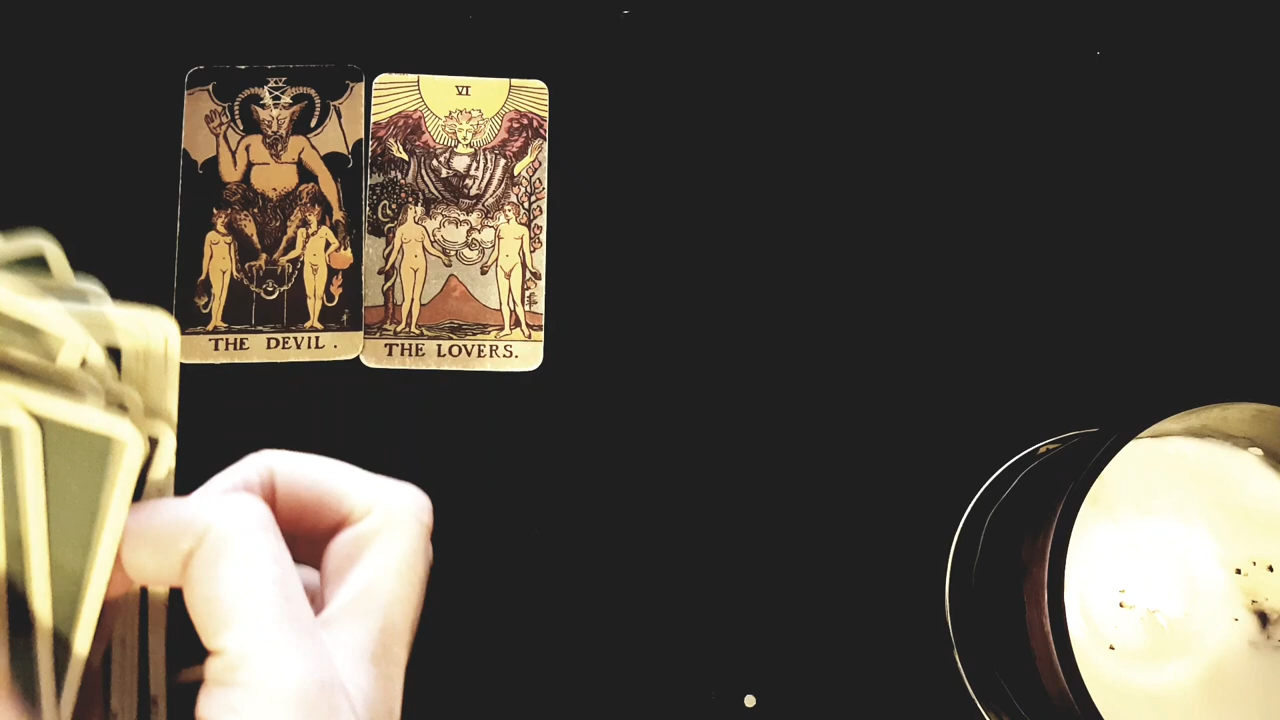 XV
THE DEVIL .
VI
THE LOVERS.